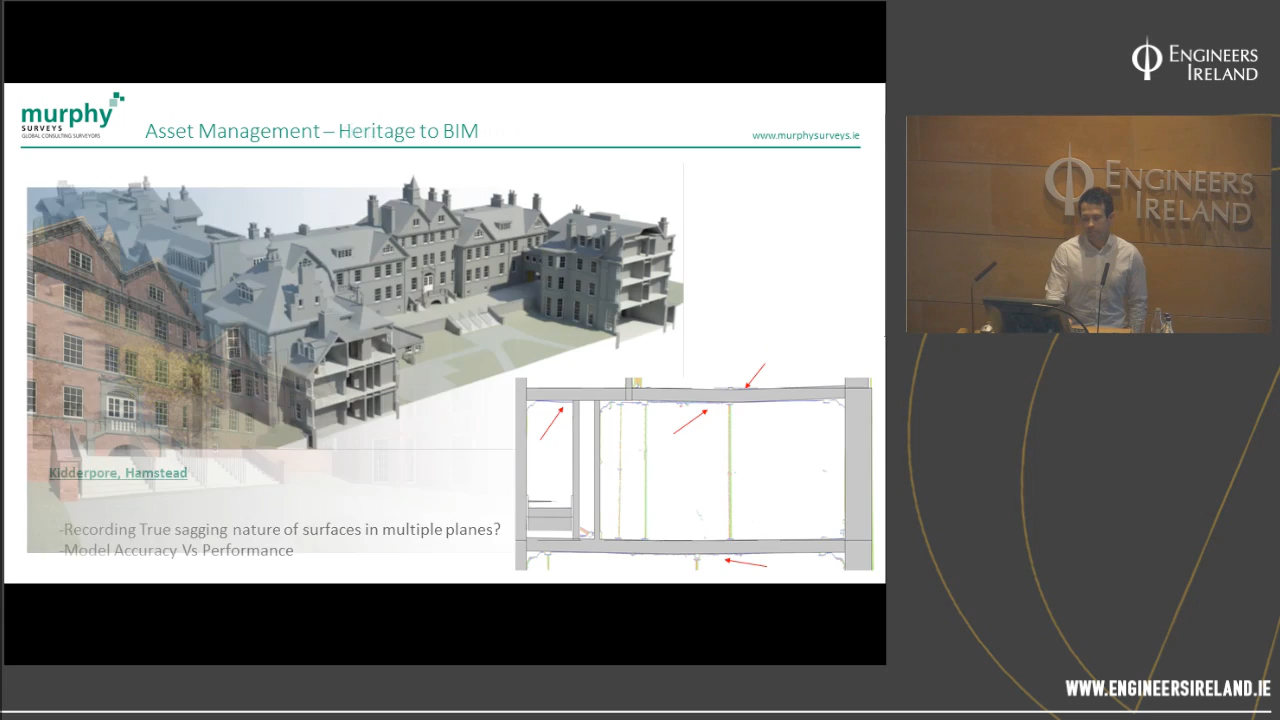 murphy
SURVEYS
GLOBAL CONSULTING SURVEYORS
Asset Management – Heritage to BIM
www.murphysurveys.ie
Kidderpore, Hamstead
-Recording True sagging nature of surfaces in multiple planes?
-Model Accuracy Vs Performance
ENGINEERS
IRELAND
ENGINEERS
IRELAND
WWW.ENGINEERSIRELAND.IE